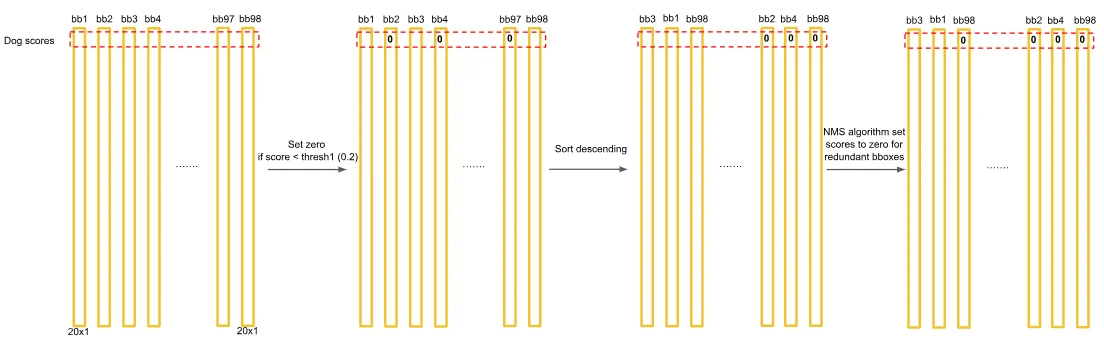 bb1 bb2 bb3 bb4 bb97 bb98
bb1 bb2 bb3 bb4 bb97 bb98
bb3 bb1 bb98 bb2 bb4 bb98
bb3 bb1 bb98 bb2 bb4 bb98
Dog scores
0 0 0
0 0 0
0 0 0 0
Set zero
if score < thresh1 (0.2)
Sort descending
NMS algorithm set
scores to zero for
redundant bboxes
.......
.......
.......
.......
20x1 20x1